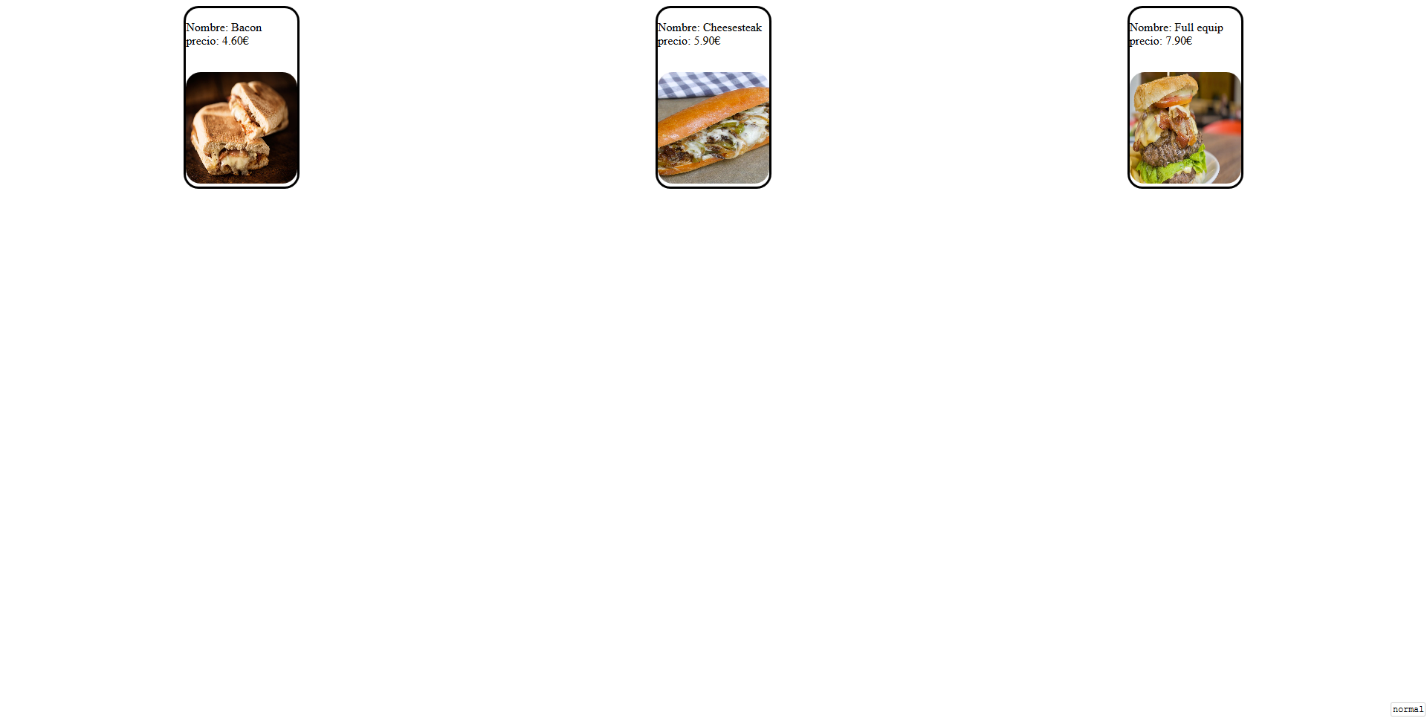 Nombre: Bacon
precio: 4.60€
Nombre: Cheesesteak
precio: 5.90€
Nombre: Full equip
precio: 7.90€
normal